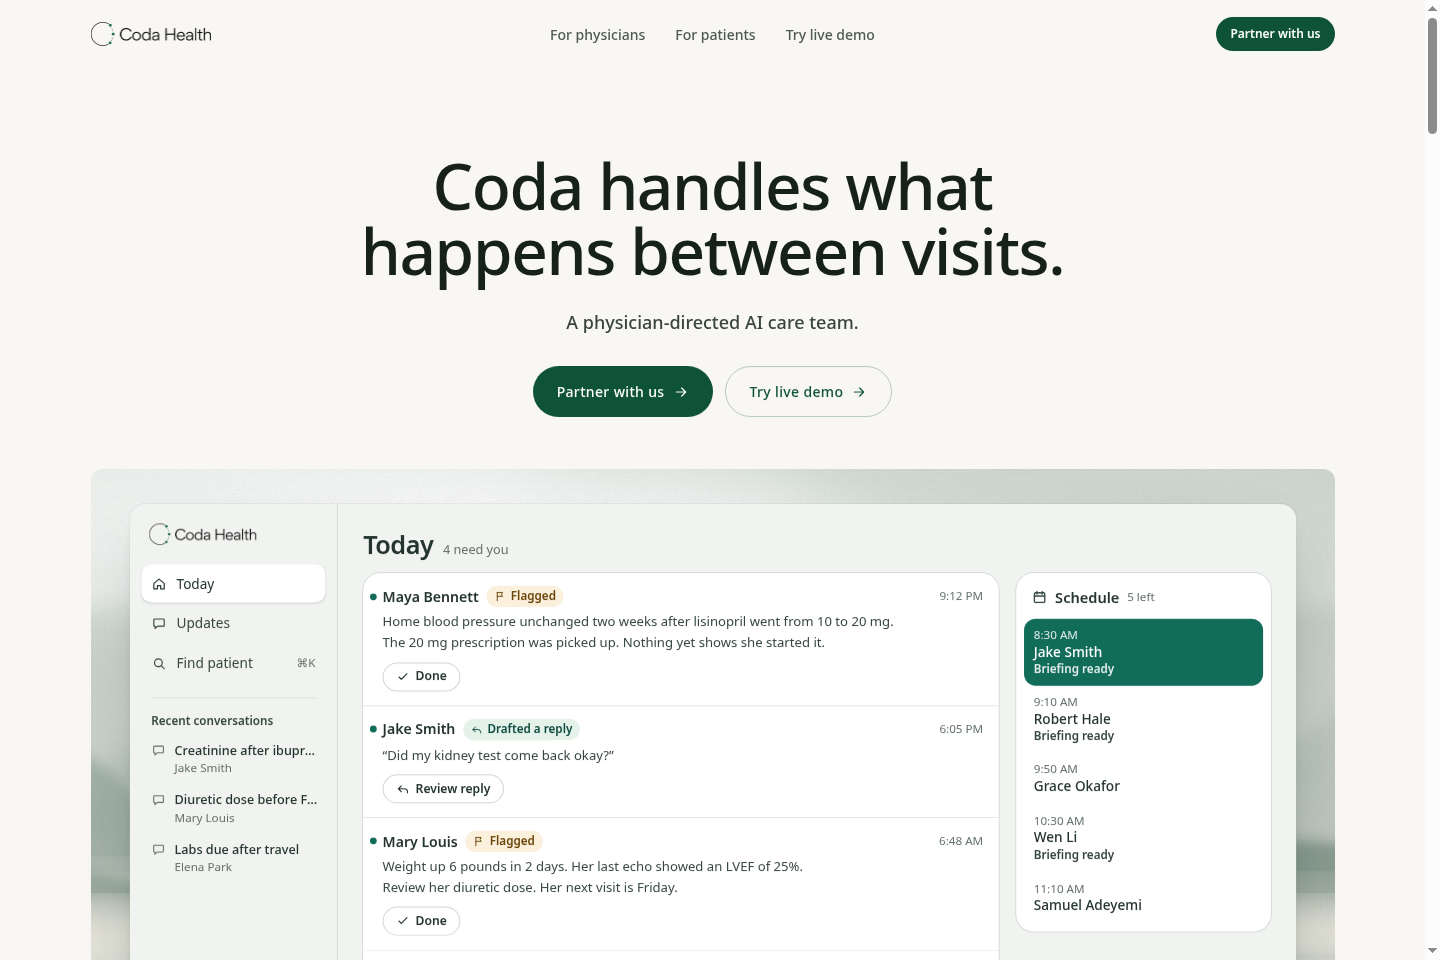 Coda Health
For physicians
For patients
Try live demo
Partner with us
Coda handles what
happens between visits.
A physician-directed AI care team.
Partner with us
Try live demo
Coda Health
Today
Updates
Find patient ⌘K
Recent conversations
Creatinine after ibupr...
Jake Smith
Diuretic dose before F...
Mary Louis
Labs due after travel
Elena Park
Today 4 need you
Maya Bennett Flagged 9:12 PM
Home blood pressure unchanged two weeks after lisinopril went from 10 to 20 mg.
The 20 mg prescription was picked up. Nothing yet shows she started it.
Done
Jake Smith Drafted a reply 6:05 PM
“Did my kidney test come back okay?”
Review reply
Mary Louis Flagged 6:48 AM
Weight up 6 pounds in 2 days. Her last echo showed an LVEF of 25%.
Review her diuretic dose. Her next visit is Friday.
Done
Schedule 5 left
8:30 AM
Jake Smith
Briefing ready
9:10 AM
Robert Hale
Briefing ready
9:50 AM
Grace Okafor
10:30 AM
Wen Li
Briefing ready
11:10 AM
Samuel Adeyemi